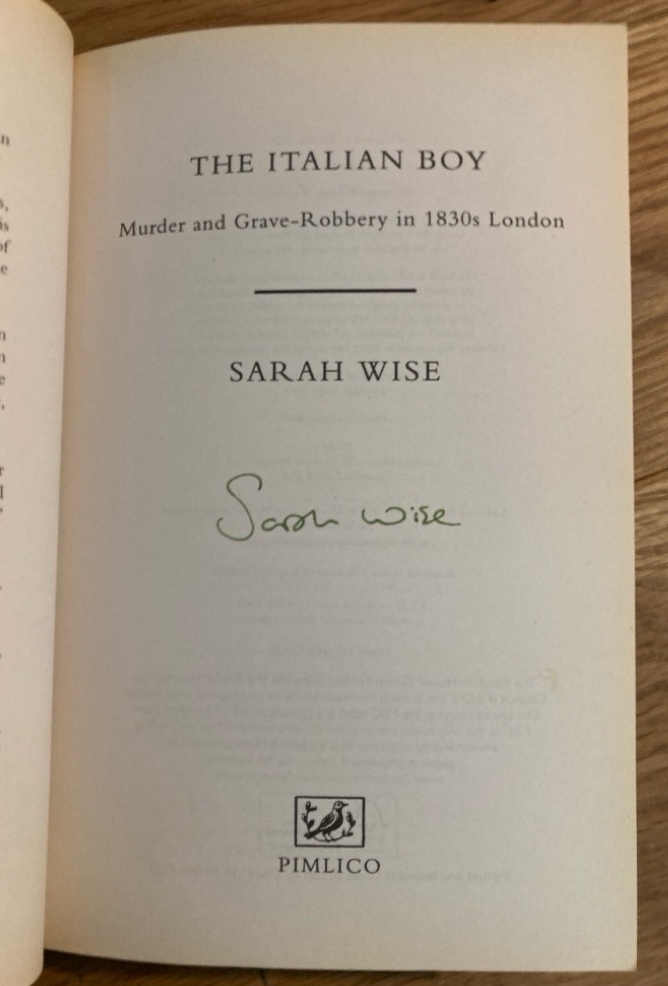 THE ITALIAN BOY
Murder and Grave-Robbery in 1830s London
SARAH WISE
Sarah Wise
PIMLICO